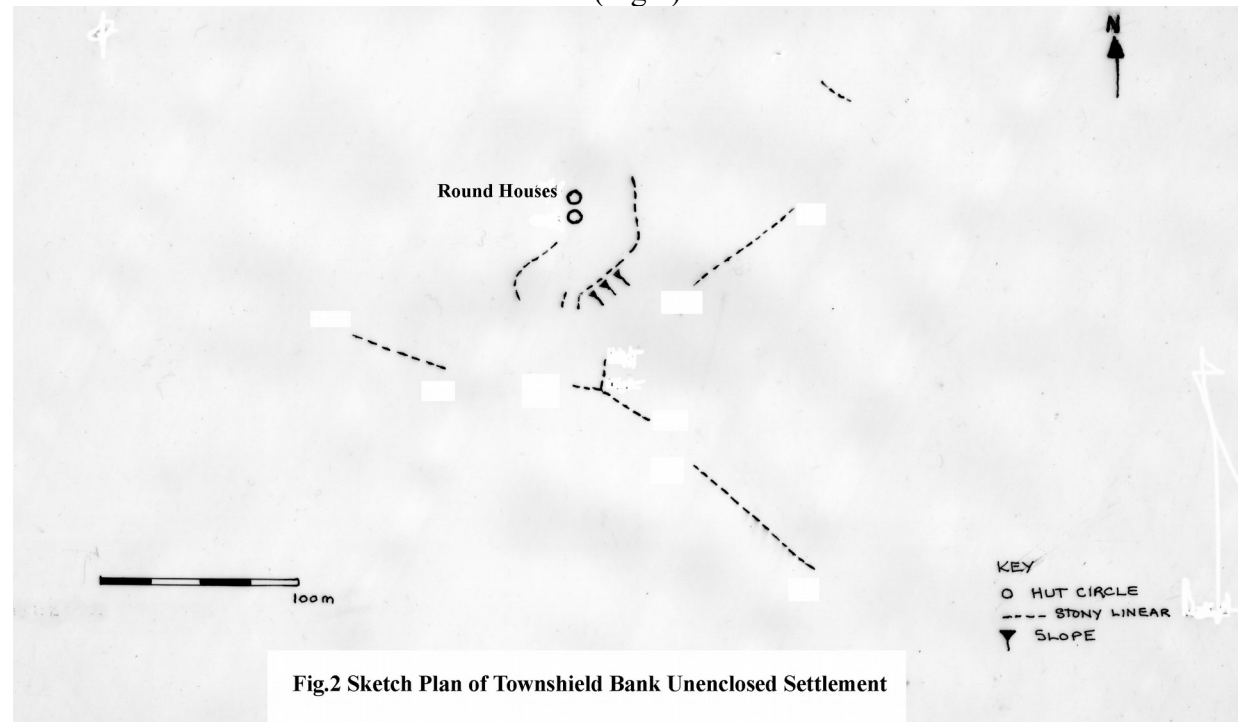 N
Round Houses
100m
KEY
HUT CIRCLE
STONY LINEAR
SLOPE
Fig.2 Sketch Plan of Townshield Bank Unenclosed Settlement